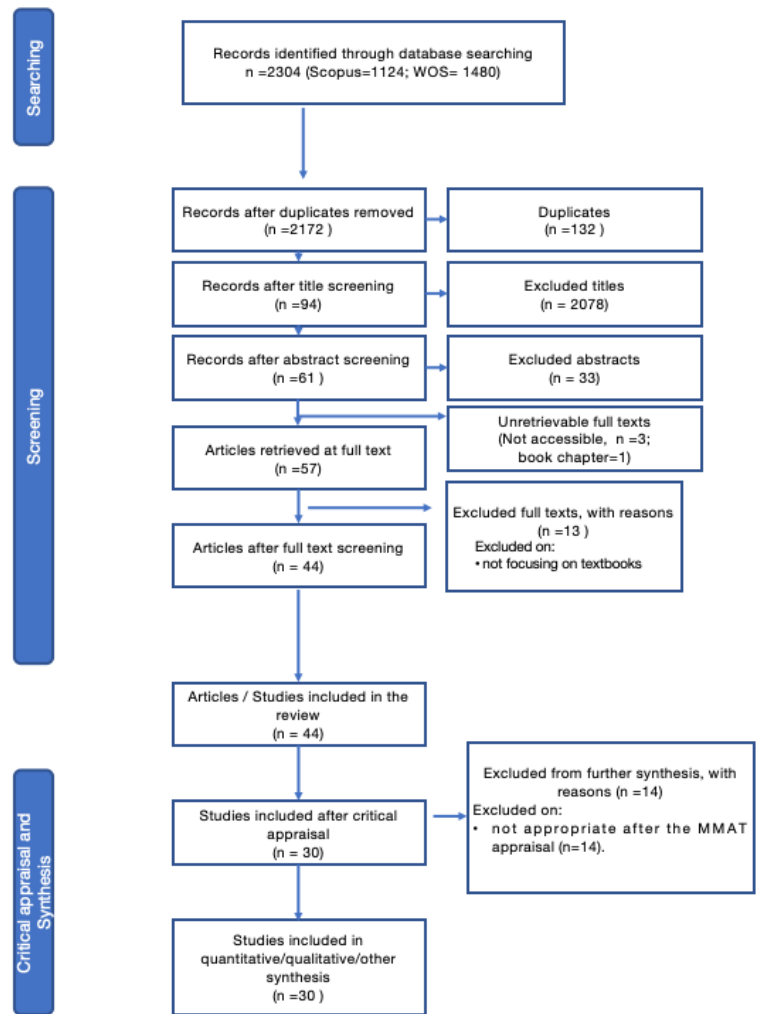 Searching
Records identified through database searching
n =2304 (Scopus=1124; WOS= 1480)
Screening
Records after duplicates removed
(n =2172 )
Duplicates
(n =132 )
Records after title screening
(n =94)
Excluded titles
(n = 2078)
Records after abstract screening
(n =61 )
Excluded abstracts
(n = 33)
Unretrievable full texts
(Not accessible, n =3;
book chapter=1)
Articles retrieved at full text
(n =57)
Excluded full texts, with reasons
(n =13 )
Excluded on:
• not focusing on textbooks
Articles after full text screening
(n = 44)
Articles / Studies included in the
review
(n = 44)
Critical appraisal and
Synthesis
Excluded from further synthesis, with
reasons (n =14)
Excluded on:
• not appropriate after the MMAT
appraisal (n=14).
Studies included after critical
appraisal
(n = 30)
Studies included in
quantitative/qualitative/other
synthesis
(n =30 )